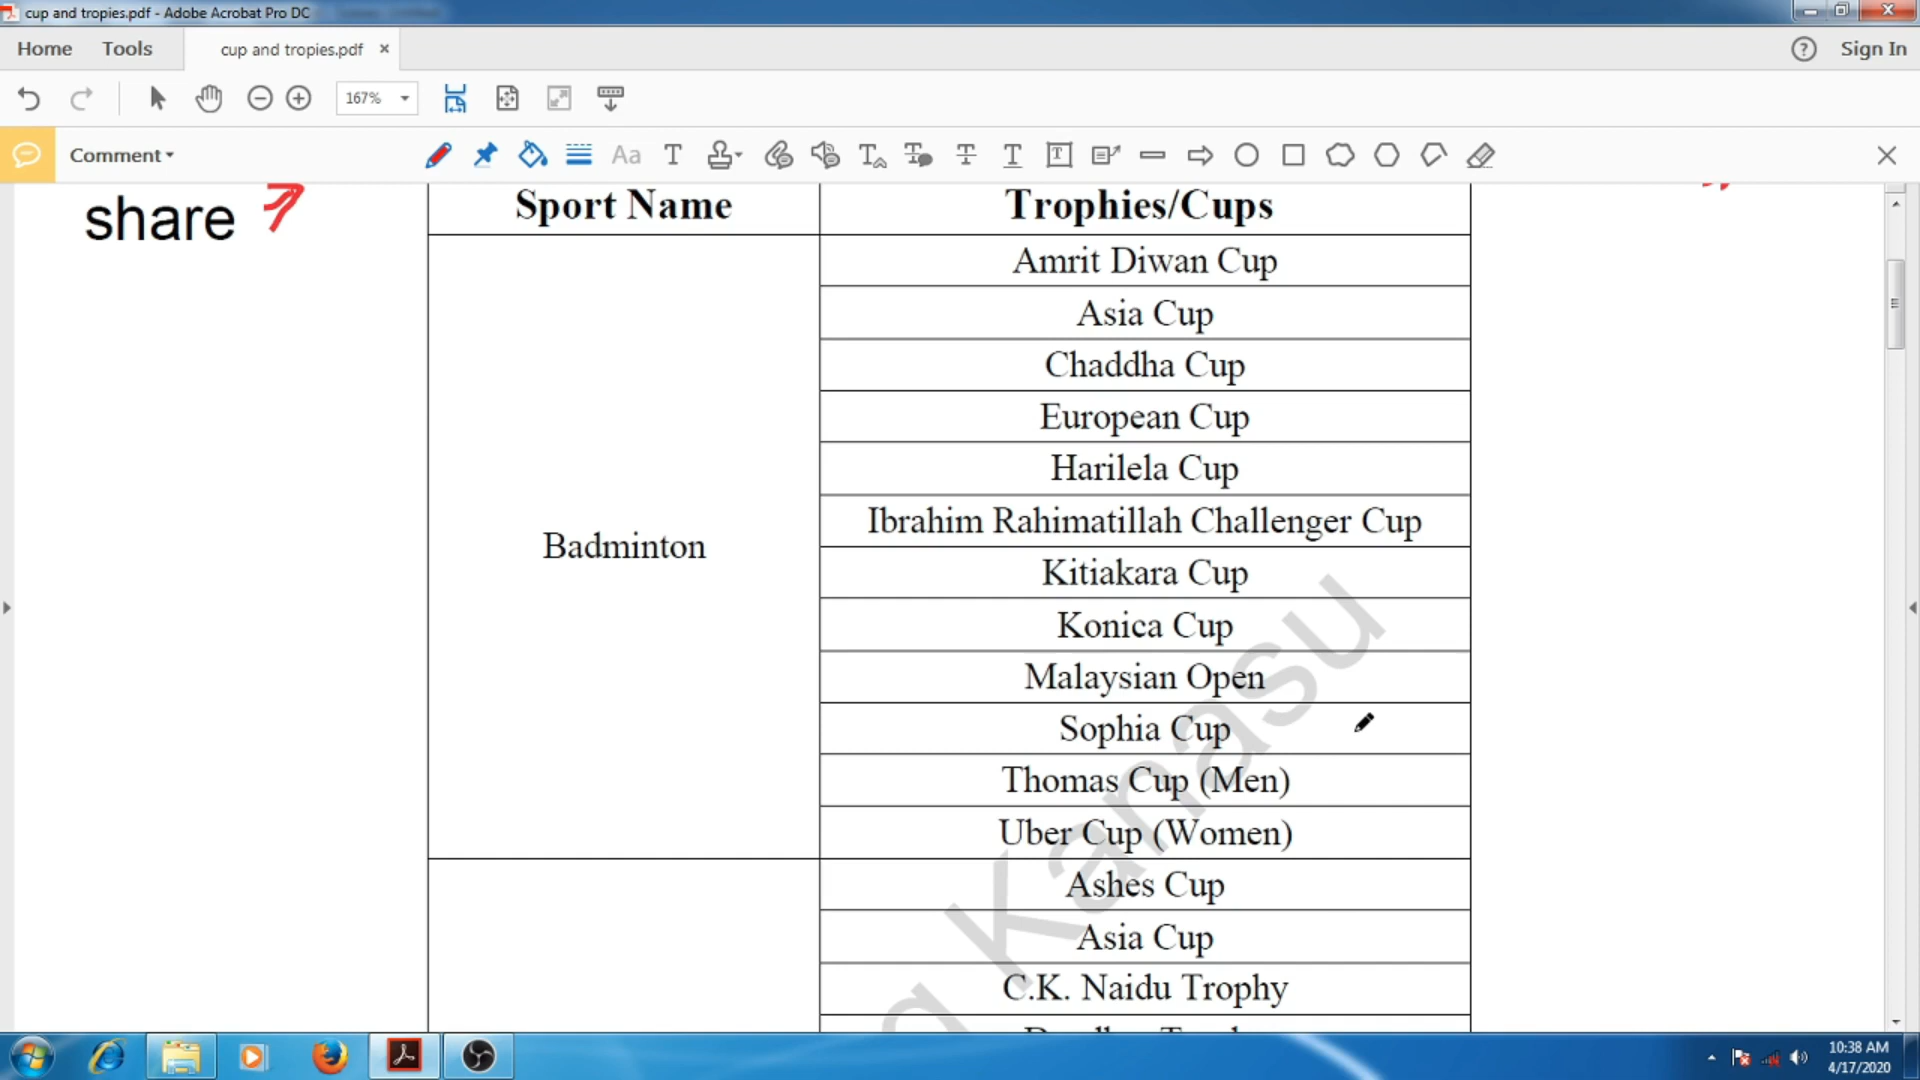 cup and tropies.pdf - Adobe Acrobat Pro DC
Home Tools cup and tropies.pdf × Sign In
167%
Comment
share
Sport Name Trophies/Cups
Amrit Diwan Cup
Asia Cup
Chaddha Cup
European Cup
Harilela Cup
Ibrahim Rahimatillah Challenger Cup
Badminton
Kitiakara Cup
Konica Cup
Malaysian Open
Sophia Cup
Thomas Cup (Men)
Uber Cup (Women)
Ashes Cup
Asia Cup
C.K. Naidu Trophy
Kanasu
10:38 AM
4/17/2020